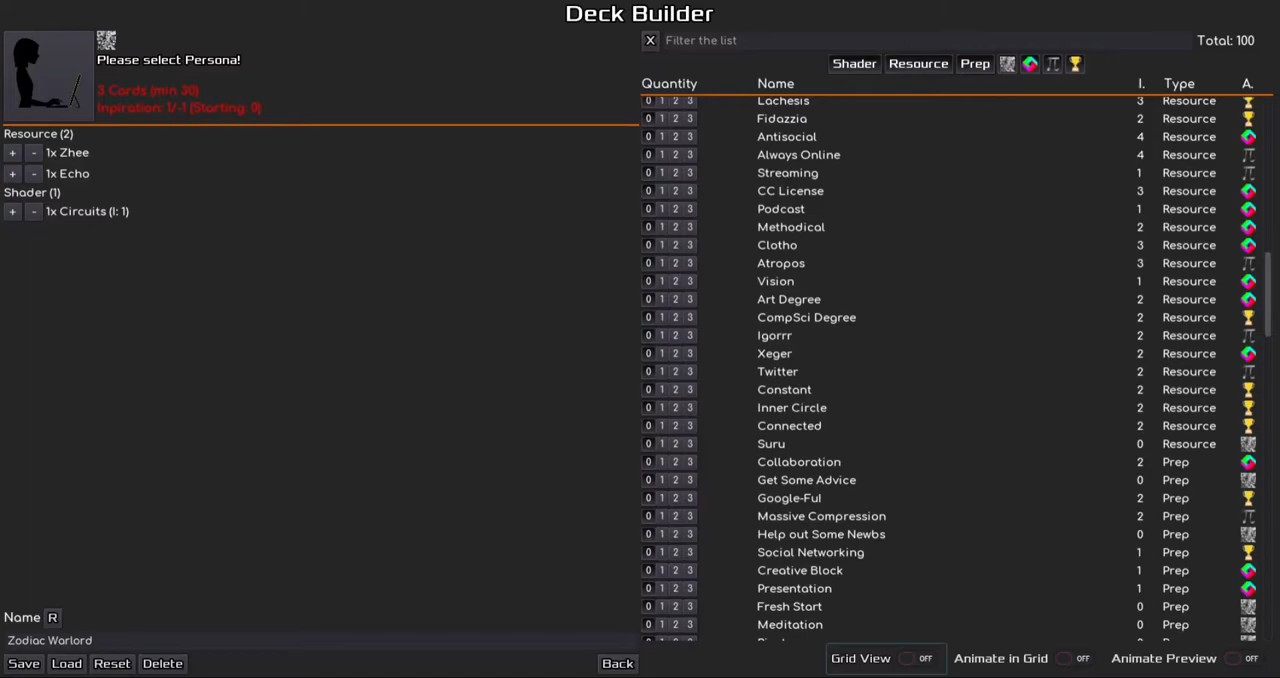 Deck Builder
Please select Persona!
3 Cards (min 30)
Inpiration: 1/-1 (Starting: 0)
Resource (2)
+ - 1x Zhee
+ - 1x Echo
Shader (1)
+ - 1x Circuits (I: 1)
Name R
Zodiac Warlord
Save Load Reset Delete Back
X Filter the list Total: 100
Shader Resource Prep
Quantity Name I. Type A.
0 1 2 3 Lachesis 3 Resource
0 1 2 3 Fidazzia 2 Resource
0 1 2 3 Antisocial 4 Resource
0 1 2 3 Always Online 4 Resource
0 1 2 3 Streaming 1 Resource
0 1 2 3 CC License 3 Resource
0 1 2 3 Podcast 1 Resource
0 1 2 3 Methodical 2 Resource
0 1 2 3 Clotho 3 Resource
0 1 2 3 Atropos 3 Resource
0 1 2 3 Vision 1 Resource
0 1 2 3 Art Degree 2 Resource
0 1 2 3 CompSci Degree 2 Resource
0 1 2 3 Igorrr 2 Resource
0 1 2 3 Xeger 2 Resource
0 1 2 3 Twitter 2 Resource
0 1 2 3 Constant 2 Resource
0 1 2 3 Inner Circle 2 Resource
0 1 2 3 Connected 2 Resource
0 1 2 3 Suru 0 Resource
0 1 2 3 Collaboration 2 Prep
0 1 2 3 Get Some Advice 0 Prep
0 1 2 3 Google-Ful 2 Prep
0 1 2 3 Massive Compression 2 Prep
0 1 2 3 Help out Some Newbs 0 Prep
0 1 2 3 Social Networking 1 Prep
0 1 2 3 Creative Block 1 Prep
0 1 2 3 Presentation 1 Prep
0 1 2 3 Fresh Start 0 Prep
0 1 2 3 Meditation 0 Prep
Grid View OFF Animate in Grid OFF Animate Preview OFF